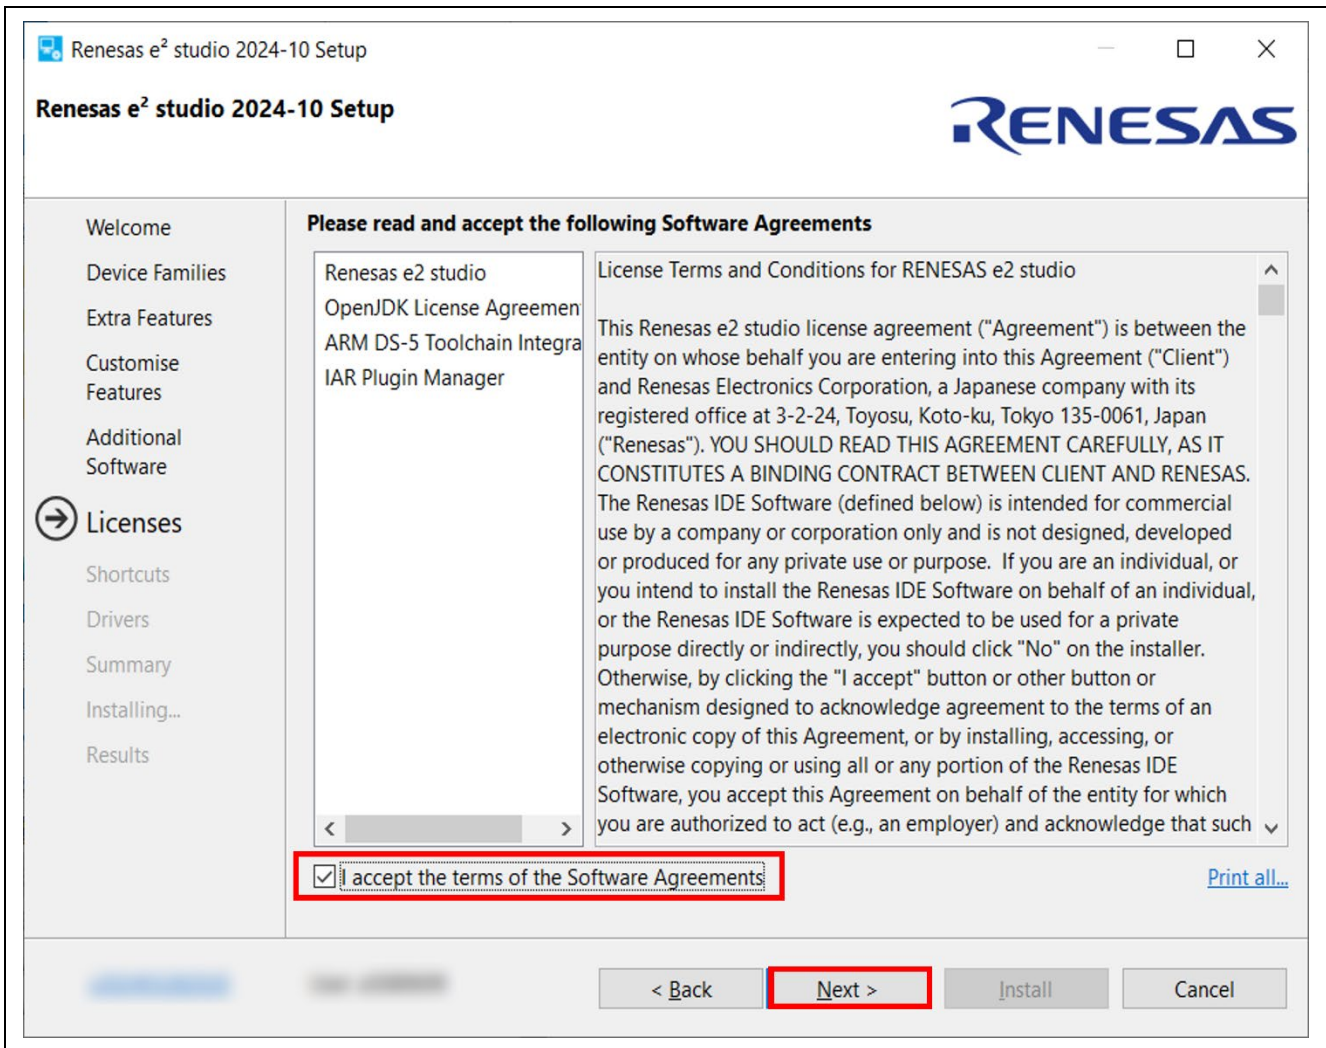 Renesas e² studio 2024-10 Setup
Renesas e² studio 2024-10 Setup
RENESAS
Welcome
Device Families
Extra Features
Customise
Features
Additional
Software
Licenses
Shortcuts
Drivers
Summary
Installing...
Results
Please read and accept the following Software Agreements
Renesas e2 studio
OpenJDK License Agreemen
ARM DS-5 Toolchain Integra
IAR Plugin Manager
License Terms and Conditions for RENESAS e2 studio
This Renesas e2 studio license agreement ("Agreement") is between the
entity on whose behalf you are entering into this Agreement ("Client")
and Renesas Electronics Corporation, a Japanese company with its
registered office at 3-2-24, Toyosu, Koto-ku, Tokyo 135-0061, Japan
("Renesas"). YOU SHOULD READ THIS AGREEMENT CAREFULLY, AS IT
CONSTITUTES A BINDING CONTRACT BETWEEN CLIENT AND RENESAS.
The Renesas IDE Software (defined below) is intended for commercial
use by a company or corporation only and is not designed, developed
or produced for any private use or purpose.  If you are an individual, or
you intend to install the Renesas IDE Software on behalf of an individual,
or the Renesas IDE Software is expected to be used for a private
purpose directly or indirectly, you should click "No" on the installer.
Otherwise, by clicking the "I accept" button or other button or
mechanism designed to acknowledge agreement to the terms of an
electronic copy of this Agreement, or by installing, accessing, or
otherwise copying or using all or any portion of the Renesas IDE
Software, you accept this Agreement on behalf of the entity for which
you are authorized to act (e.g., an employer) and acknowledge that such
I accept the terms of the Software Agreements
Print all...
< Back
Next >
Install
Cancel